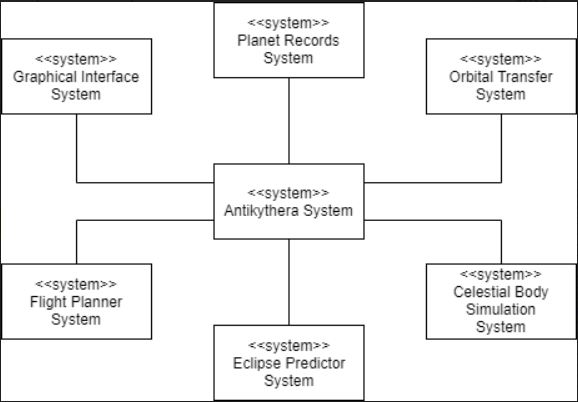 <<system>>
Planet Records
System
<<system>>
Graphical Interface
System
<<system>>
Orbital Transfer
System
<<system>>
Antikythera System
<<system>>
Flight Planner
System
<<system>>
Celestial Body
Simulation
System
<<system>>
Eclipse Predictor
System